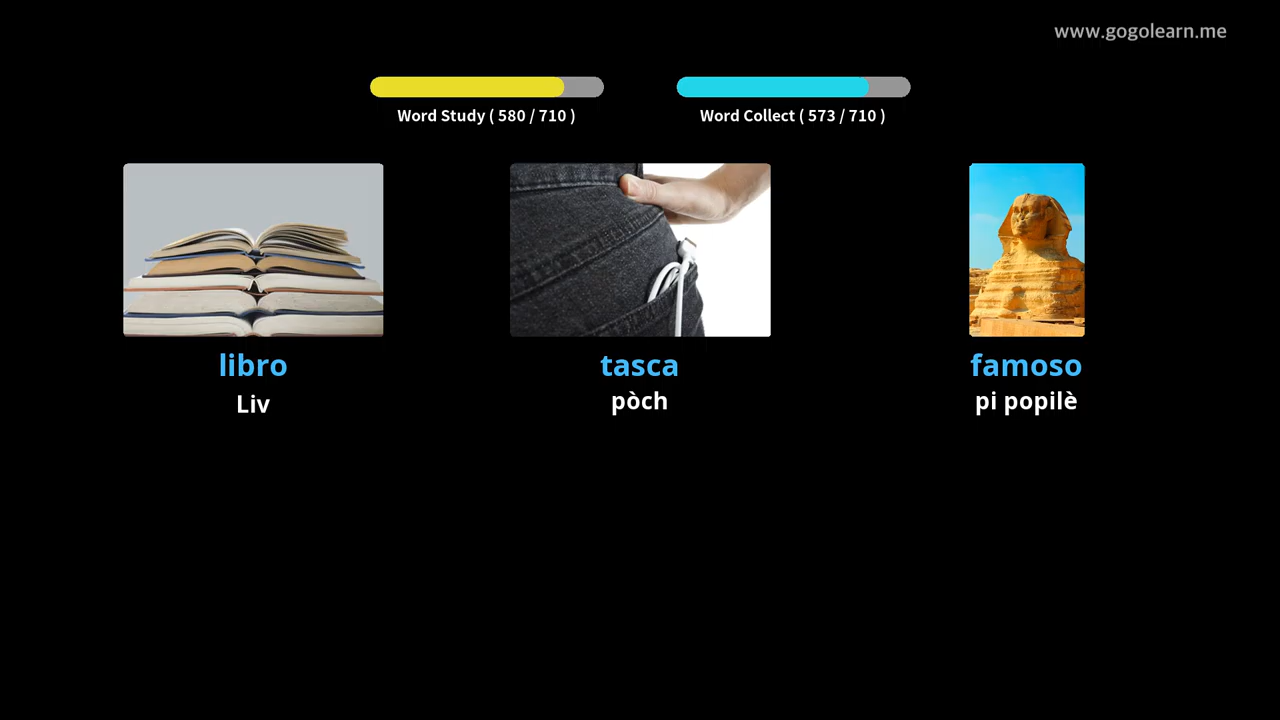 www.gogolearn.me
Word Study ( 580 / 710 )
Word Collect ( 573 / 710 )
libro
Liv
tasca
pòch
famoso
pi popilè